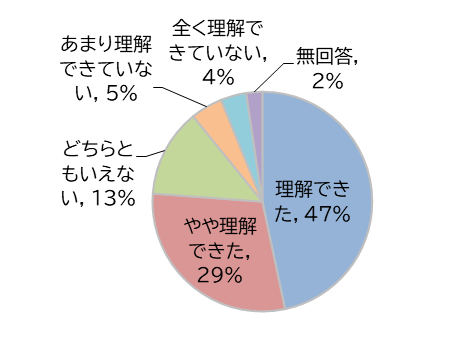 全く理解で
きていない,
4%
無回答,
2%
あまり理解
できていな
い, 5%
どちらと
もいえな
い, 13%
理解でき
た, 47%
やや理解
できた,
29%